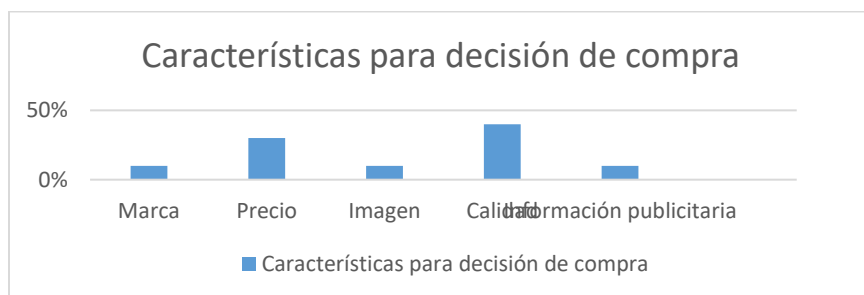 Características para decisión de compra
50%
0%
Marca Precio Imagen Calidad Información publicitaria
Características para decisión de compra